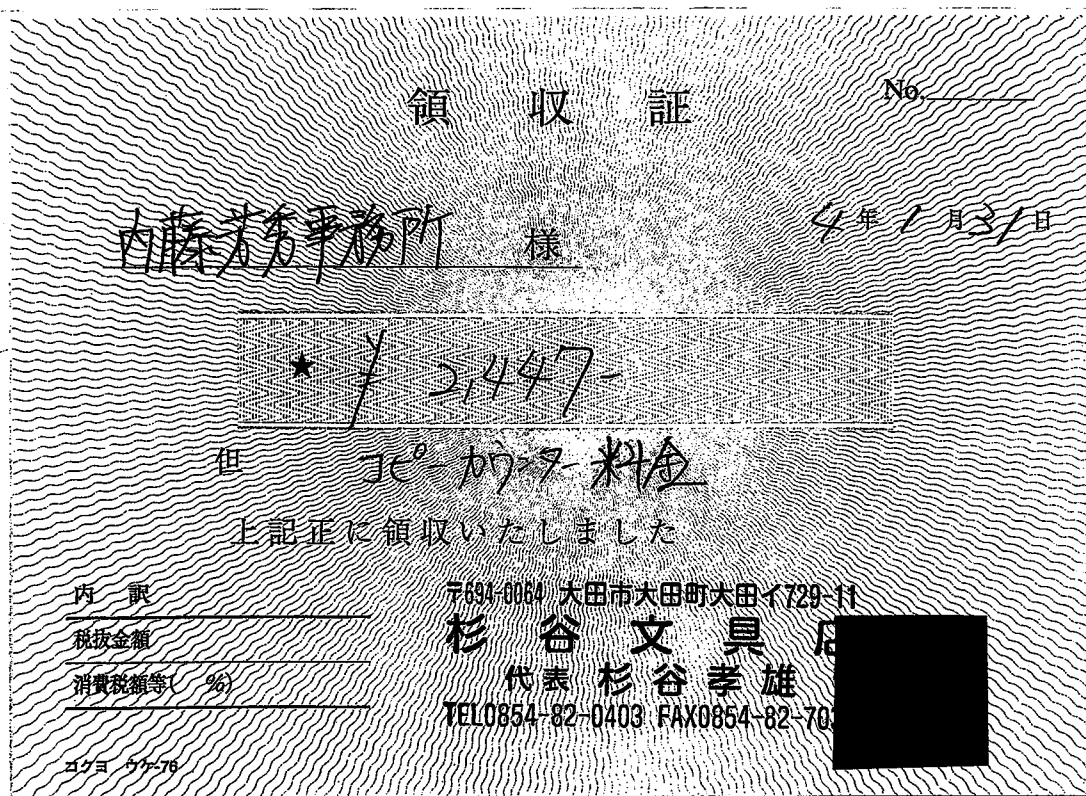 領収証
No.
内藤芳秀事務所 様
4年1月31日
★ ¥2,447-
但 コピーカウンター料金
上記正に領収いたしました
内訳
税抜金額
消費税額等( %)
〒694-0064 大田市大田町大田イ729-11
杉谷文具店
代表 杉谷孝雄
TEL0854-82-0403 FAX0854-82-70
コクヨ ウケ-76